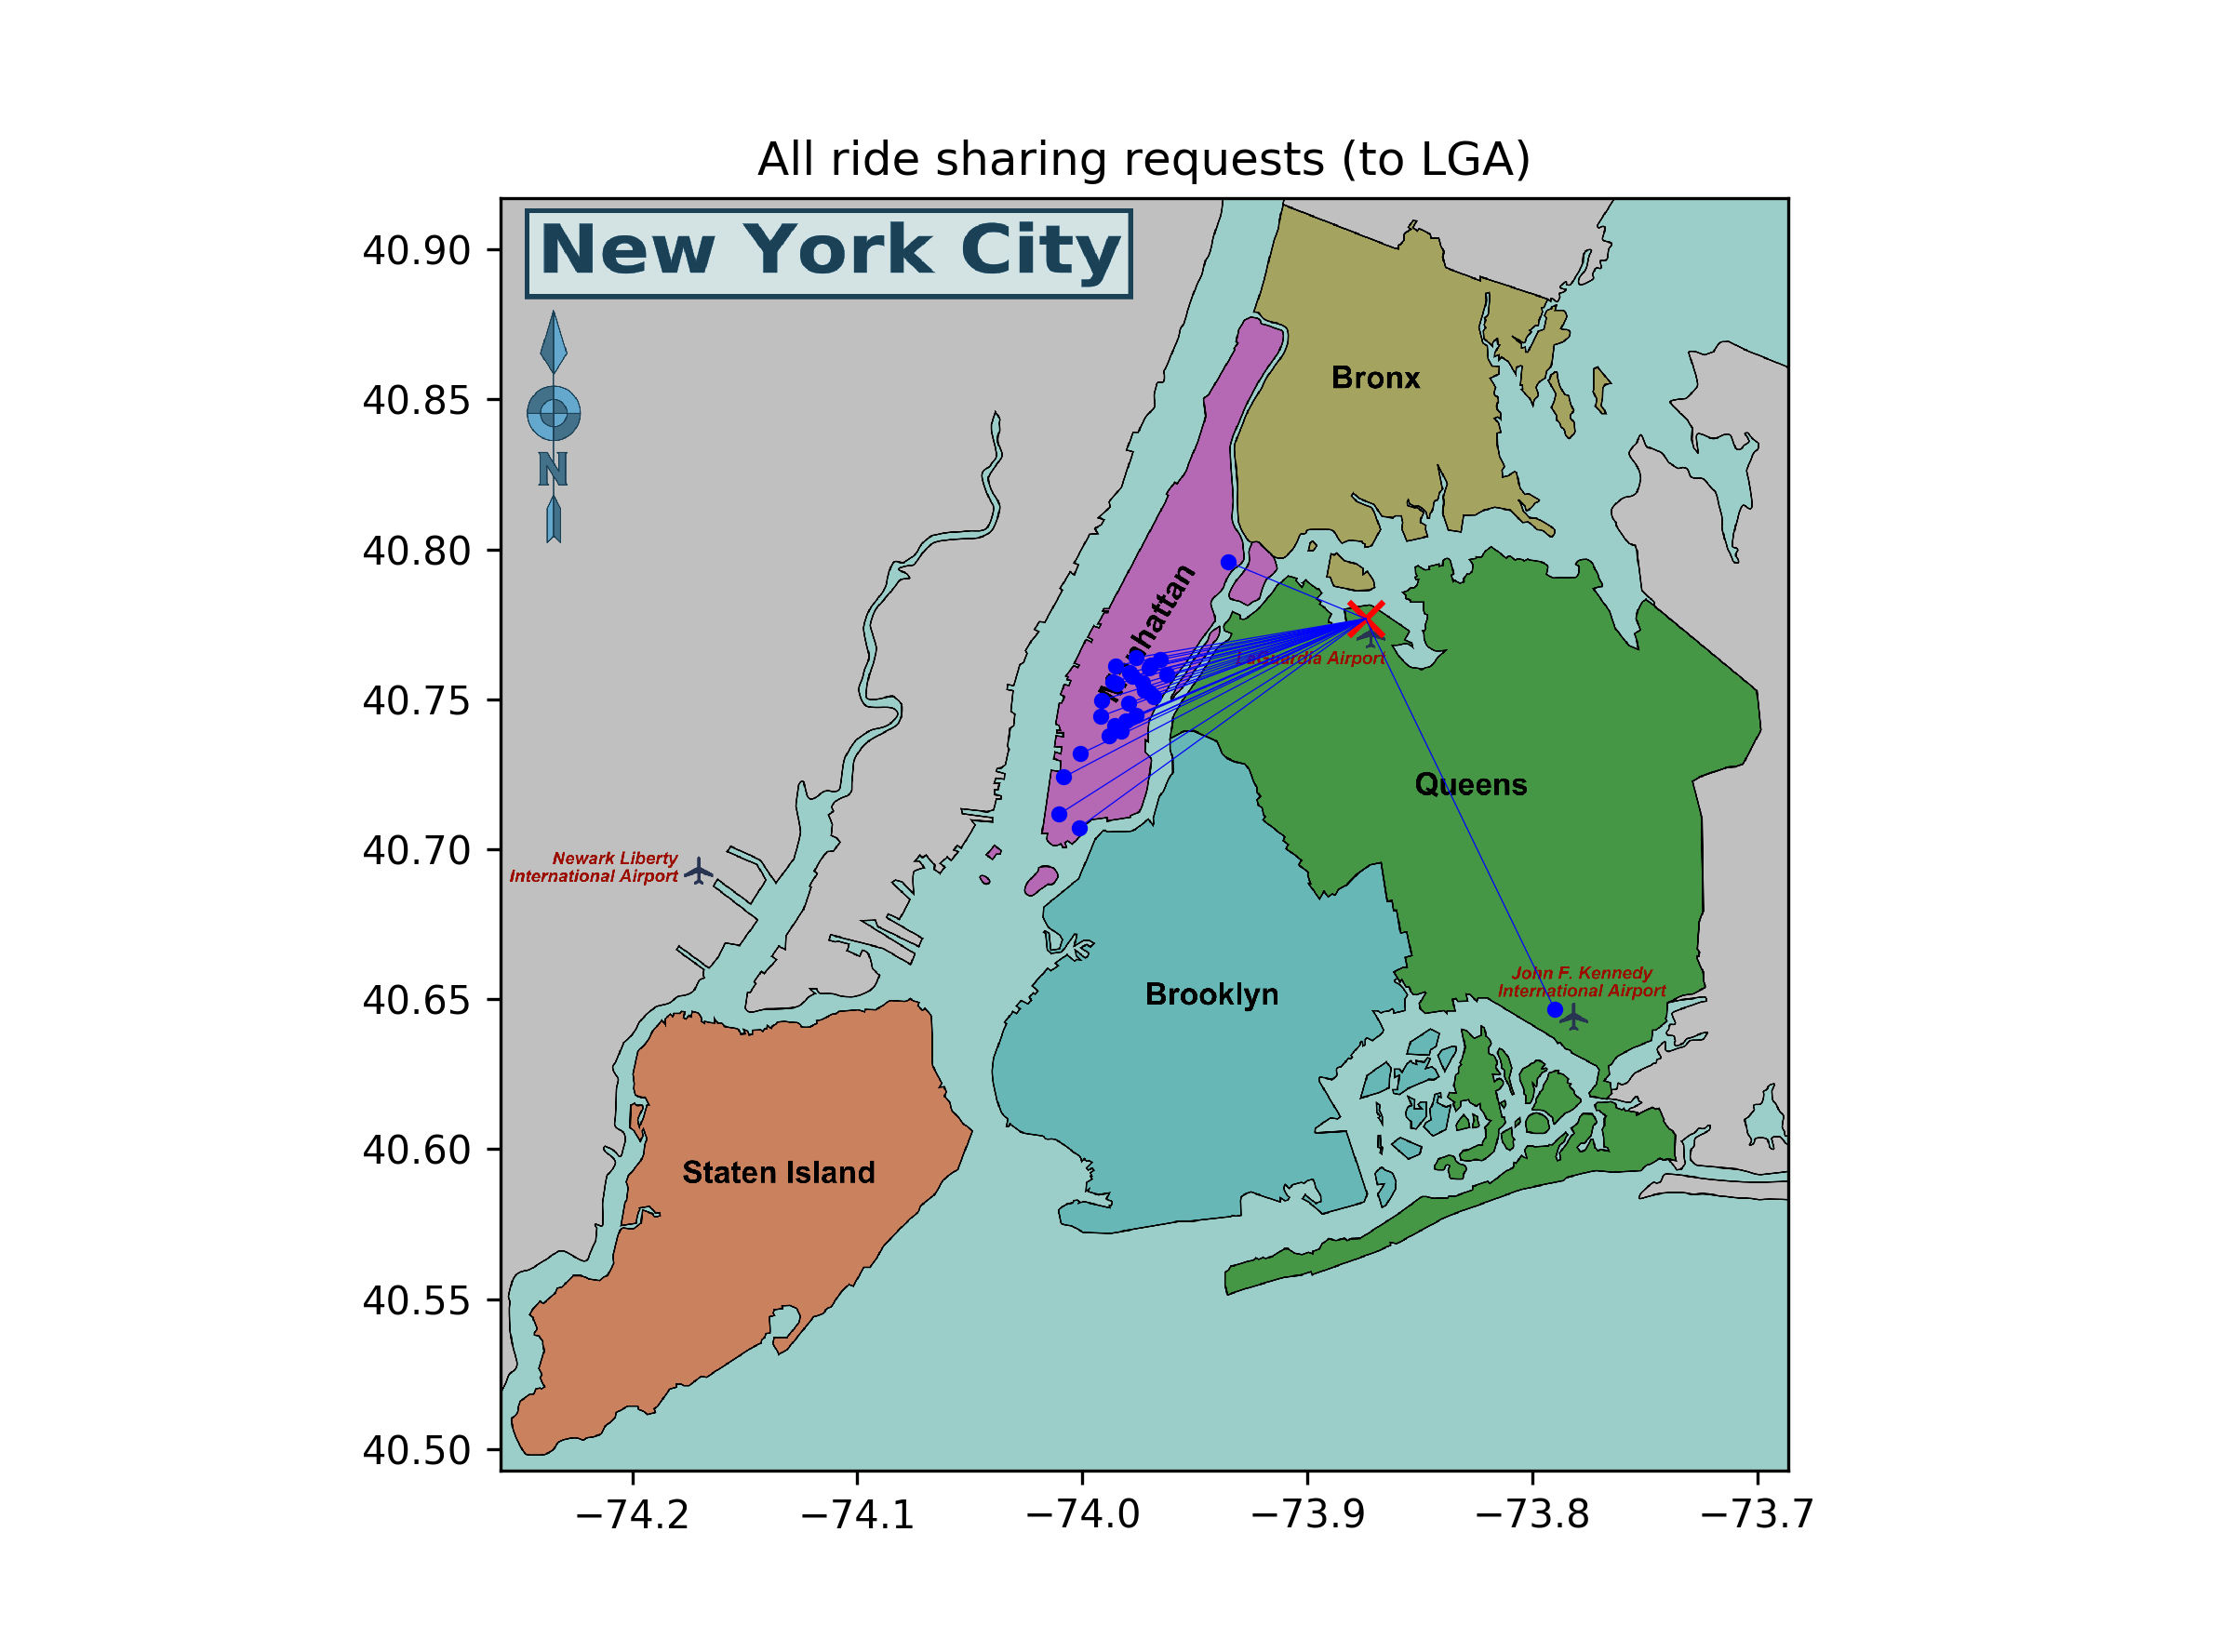 All ride sharing requests (to LGA)
New York City
N
40.90
40.85
40.80
40.75
40.70
40.65
40.60
40.55
40.50
Bronx
Manhattan
LaGuardia Airport
Queens
Newark Liberty
International Airport
John F. Kennedy
International Airport
Brooklyn
Staten Island
−74.2
−74.1
−74.0
−73.9
−73.8
−73.7